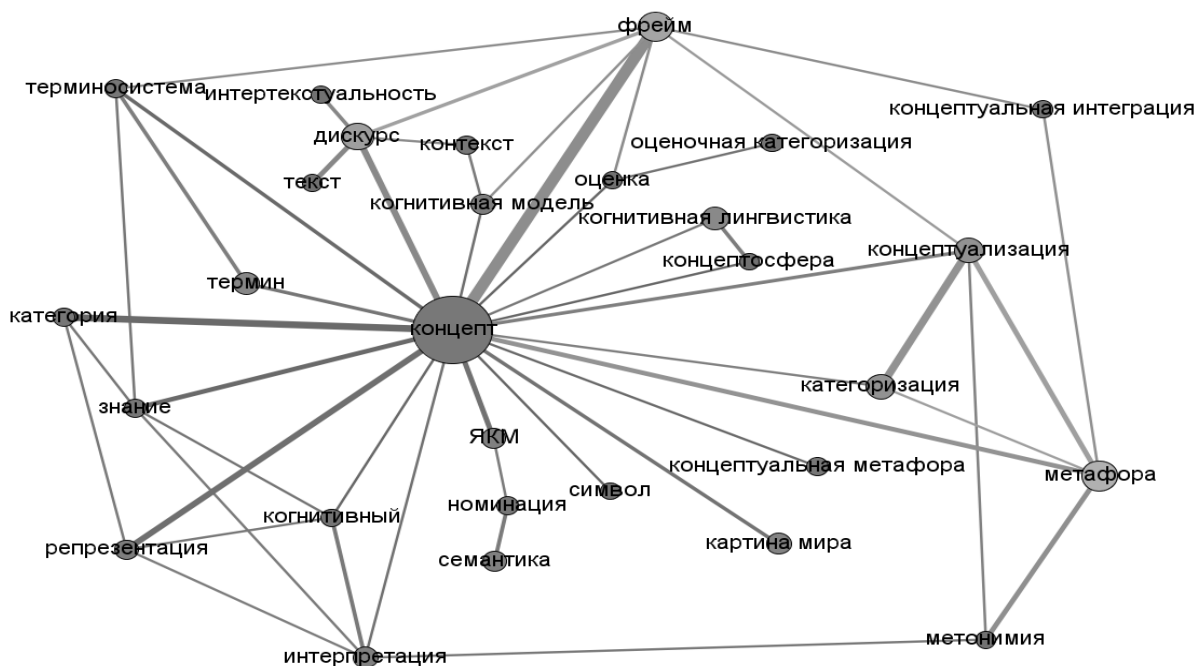 фрейм
терминосистема
интертекстуальность
концептуальная интеграция
дискурс
контекст
оценочная категоризация
текст
оценка
когнитивная модель
когнитивная лингвистика
концептуализация
концептосфера
термин
категория
концепт
категоризация
знание
ЯКМ
концептуальная метафора
метафора
символ
номинация
когнитивный
репрезентация
картина мира
семантика
метонимия
интерпретация